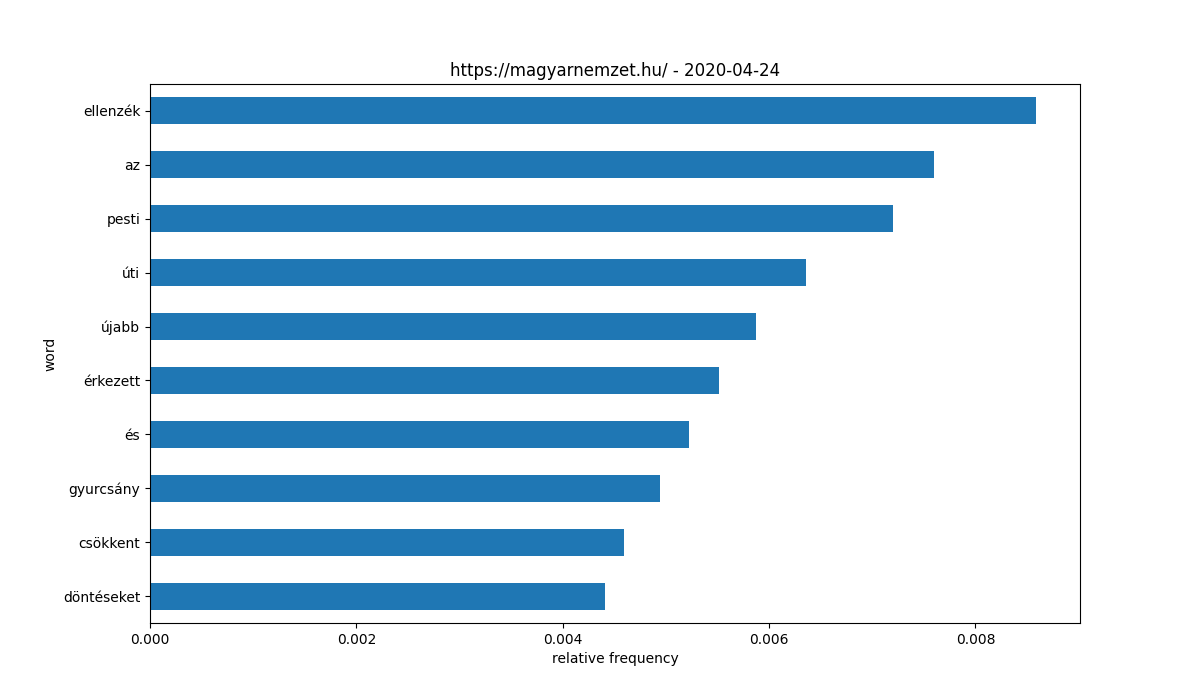 https://magyarnemzet.hu/ - 2020-04-24
ellenzék
az
pesti
úti
újabb
érkezett
és
gyurcsány
csökkent
döntéseket
word
0.000 0.002 0.004 0.006 0.008
relative frequency